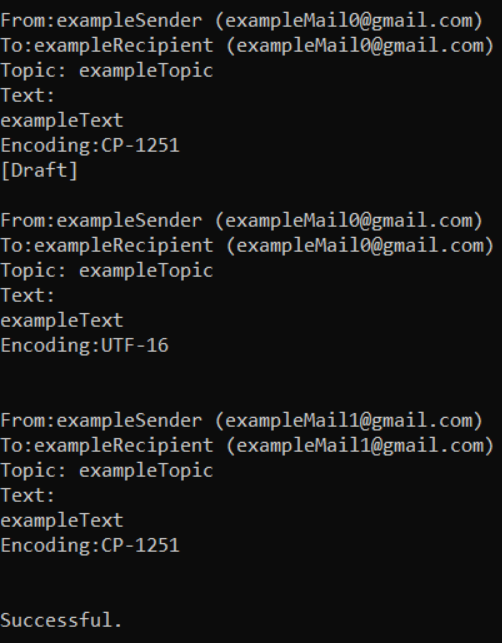 From:exampleSender (exampleMail0@gmail.com)
To:exampleRecipient (exampleMail0@gmail.com)
Topic: exampleTopic
Text:
exampleText
Encoding:CP-1251
[Draft]
From:exampleSender (exampleMail0@gmail.com)
To:exampleRecipient (exampleMail0@gmail.com)
Topic: exampleTopic
Text:
exampleText
Encoding:UTF-16
From:exampleSender (exampleMail1@gmail.com)
To:exampleRecipient (exampleMail1@gmail.com)
Topic: exampleTopic
Text:
exampleText
Encoding:CP-1251
Successful.